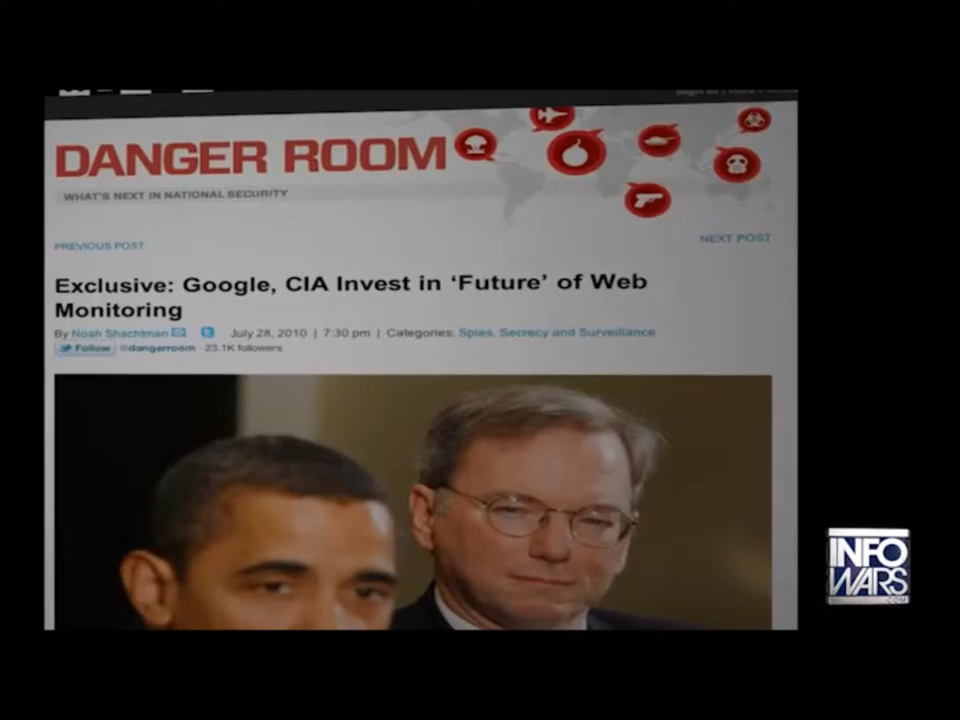 DANGER ROOM
WHAT'S NEXT IN NATIONAL SECURITY
PREVIOUS POST
NEXT POST
Exclusive: Google, CIA Invest in ‘Future’ of Web
Monitoring
By Noah Shachtman July 28, 2010 | 7:30 pm | Categories: Spies, Secrecy and Surveillance
Follow @dangerroom · 23.1K followers
INFO
WARS
.COM